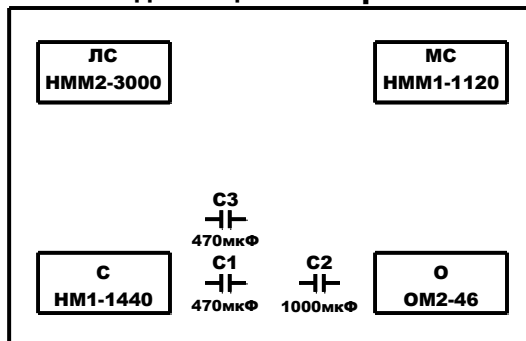 ЛС
НММ2-3000
МС
НММ1-1120
С3
470мкФ
С
НМ1-1440
С1
470мкФ
С2
1000мкФ
О
ОМ2-46